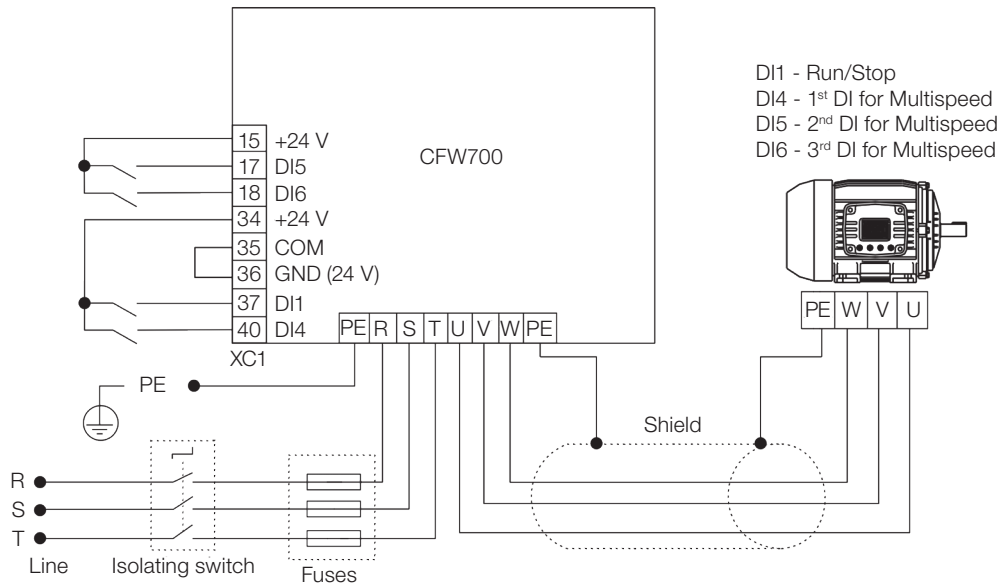 DI1 - Run/Stop
DI4 - 1st DI for Multispeed
DI5 - 2nd DI for Multispeed
DI6 - 3rd DI for Multispeed
CFW700
15 +24 V
17 DI5
18 DI6
34 +24 V
35 COM
36 GND (24 V)
37 DI1
40 DI4
XC1
PE R S T U V W PE
PE W V U
PE
Shield
R
S
T
Line
Isolating switch
Fuses